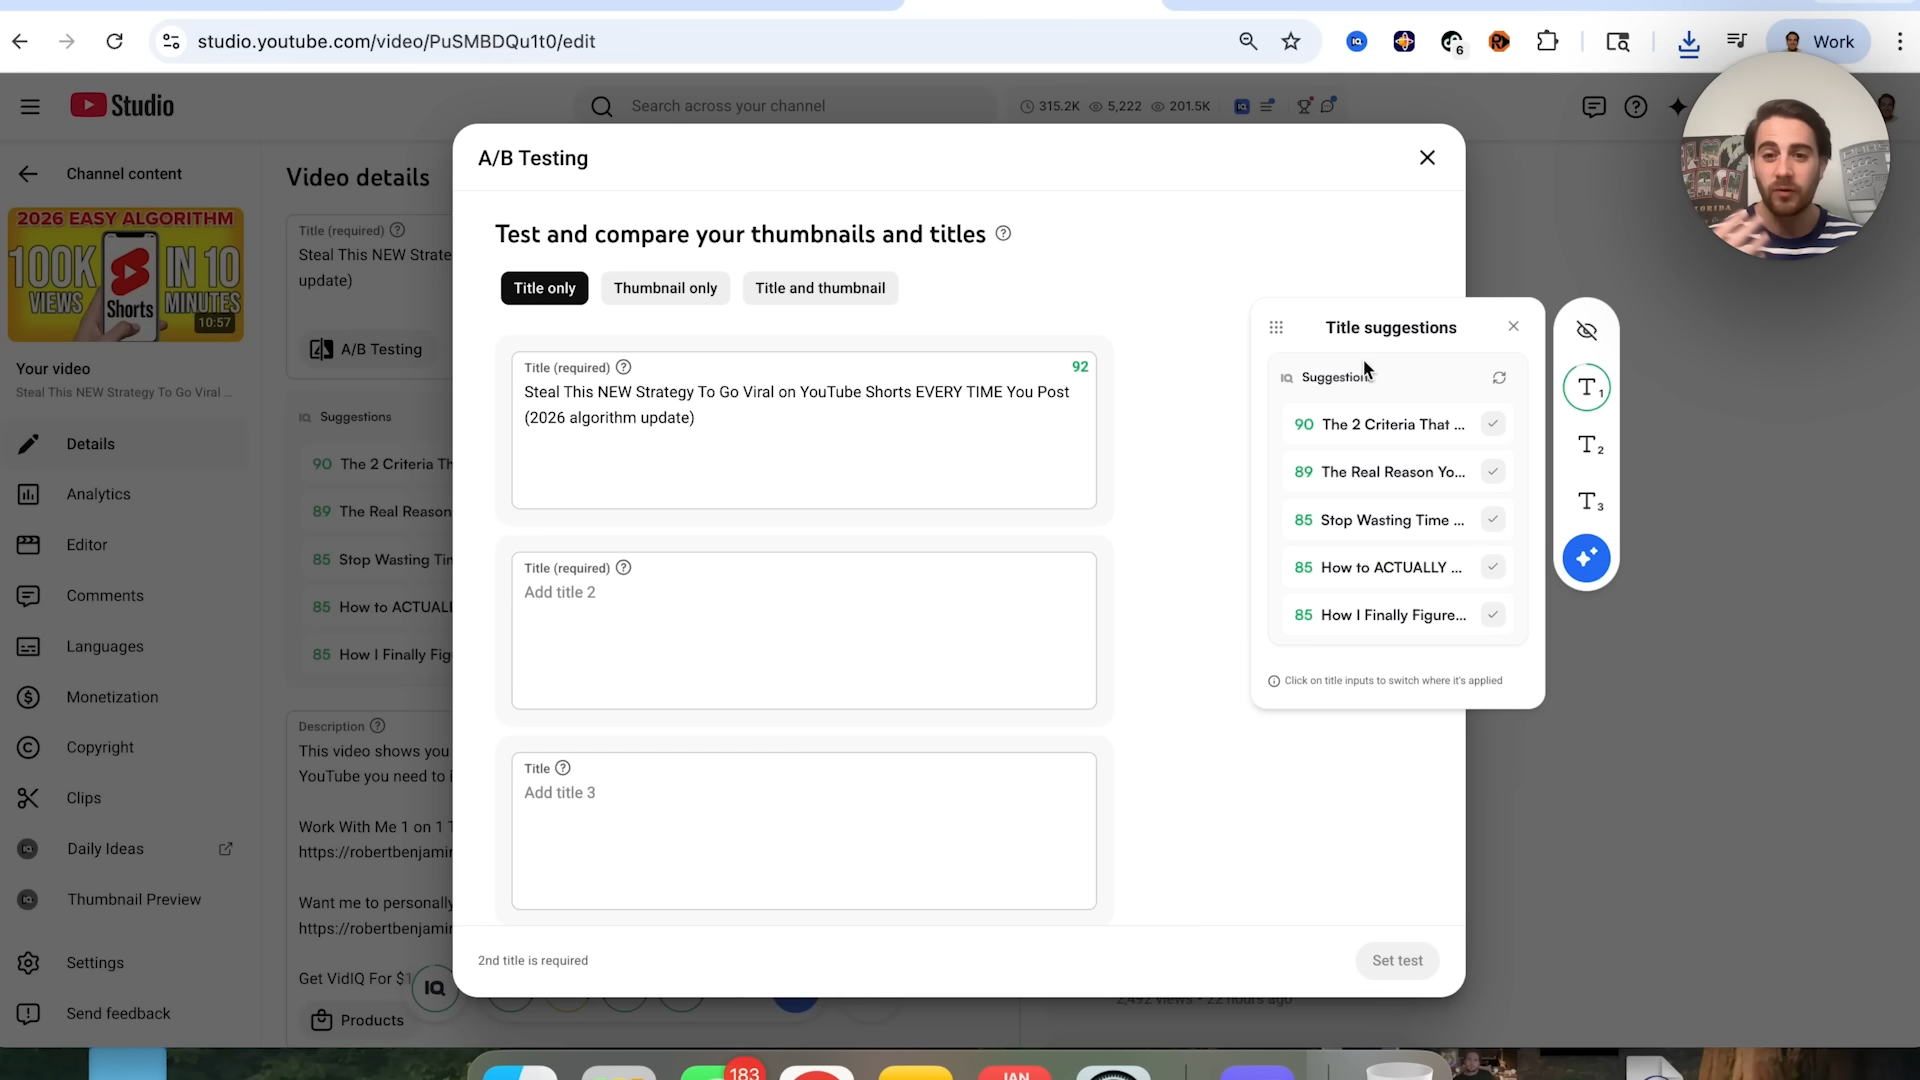 studio.youtube.com/video/PuSMBDQu1t0/edit
6
Work
Studio
Search across your channel
315.2K
5,222
201.5K
Channel content
2026 EASY ALGORITHM
100K
VIEWS
Shorts
IN 10
MINUTES
10:57
Your video
Steal This NEW Strategy To Go Viral ...
Details
Analytics
Editor
Comments
Languages
Monetization
Copyright
Clips
Daily Ideas
Thumbnail Preview
Settings
Send feedback
Video details
Title (required)
Steal This NEW Strate
update)
A/B Testing
Suggestions
90 The 2 Criteria Th
89 The Real Reason
85 Stop Wasting Tim
85 How to ACTUALL
85 How I Finally Fig
Description
This video shows you
YouTube you need to i
Work With Me 1 on 1 T
https://robertbenjamin
Want me to personally
https://robertbenjamin
Get VidIQ For $1
IQ
Products
A/B Testing
Test and compare your thumbnails and titles
Title only
Thumbnail only
Title and thumbnail
Title (required)
92
Steal This NEW Strategy To Go Viral on YouTube Shorts EVERY TIME You Post
(2026 algorithm update)
Title (required)
Add title 2
Title
Add title 3
2nd title is required
Set test
Title suggestions
IQ Suggestions
90 The 2 Criteria That ...
89 The Real Reason Yo...
85 Stop Wasting Time ...
85 How to ACTUALLY ...
85 How I Finally Figure...
Click on title inputs to switch where it's applied
T1
T2
T3
2,492 views • 22 hours ago
183
JAN